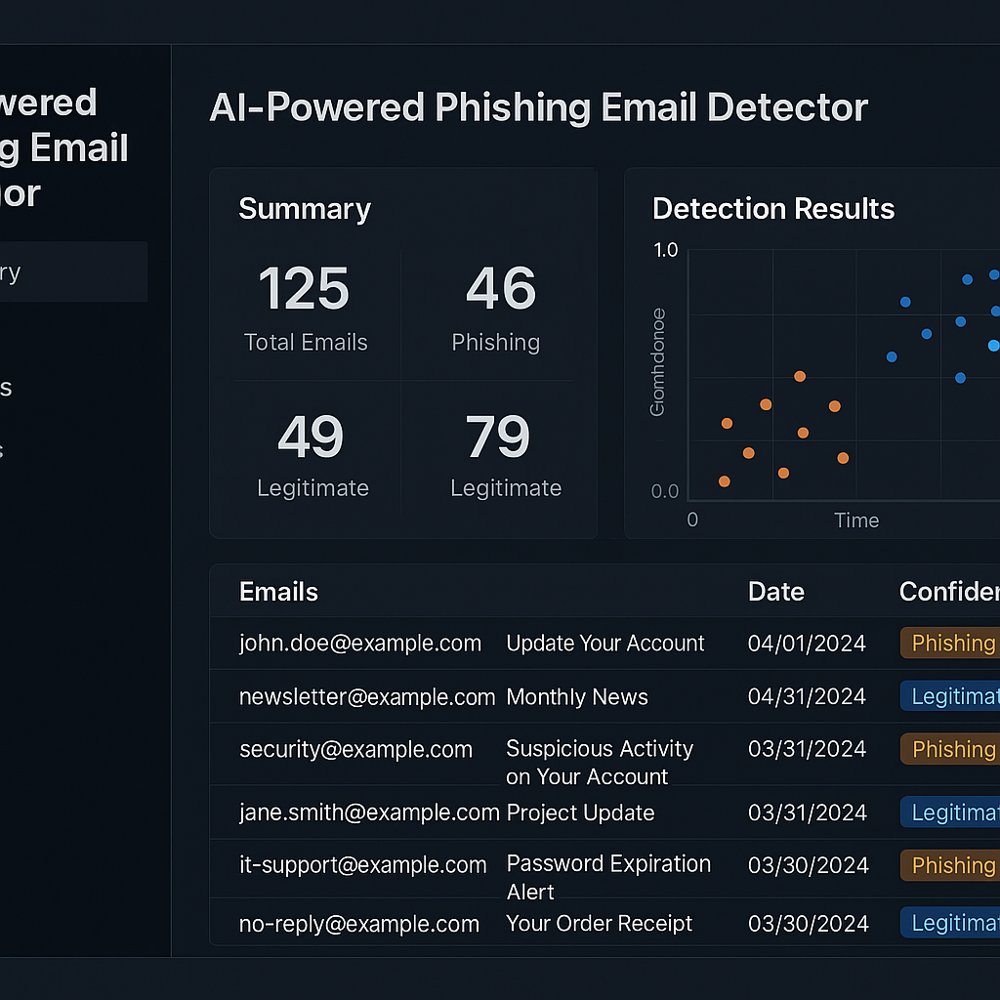 wered
g Email
or
ry
s
s
AI-Powered Phishing Email Detector
Summary
125
Total Emails
46
Phishing
49
Legitimate
79
Legitimate
Detection Results
1.0
Giomhdonoe
0.0
0
Time
Emails
Date
Confider
john.doe@example.com Update Your Account 04/01/2024 Phishing
newsletter@example.com Monthly News 04/31/2024 Legitimat
security@example.com Suspicious Activity 03/31/2024 Phishing
on Your Account
jane.smith@example.com Project Update 03/31/2024 Legitimat
it-support@example.com Password Expiration 03/30/2024 Phishing
Alert
no-reply@example.com Your Order Receipt 03/30/2024 Legitimat